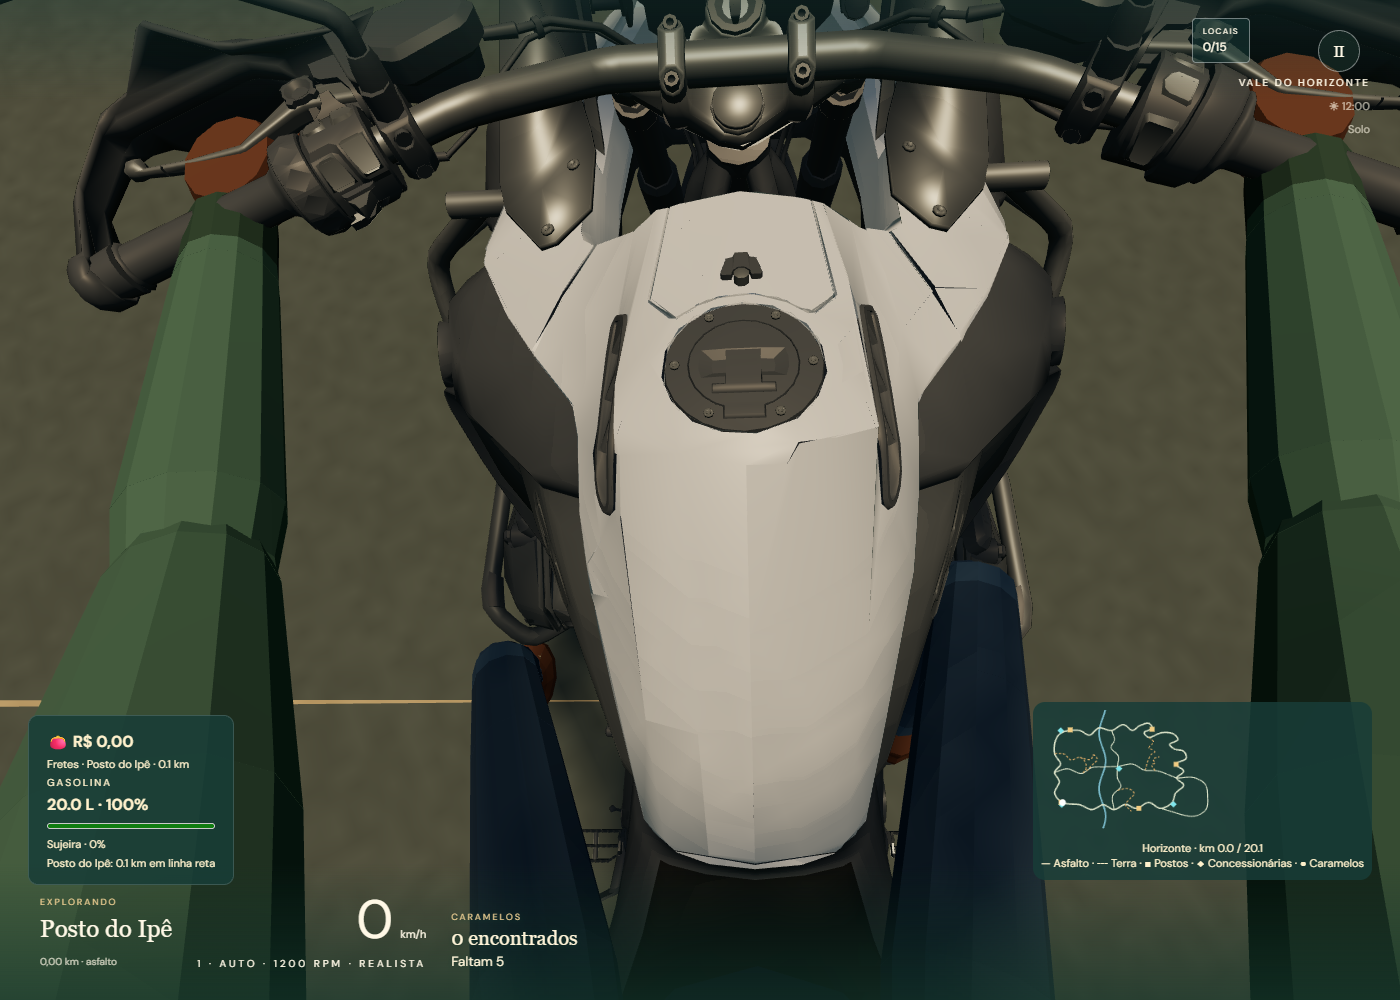 LOCAIS
0/15
II
VALE DO HORIZONTE
☀ 12:00
Solo
R$ 0,00
Fretes · Posto do Ipê · 0.1 km
GASOLINA
20.0 L · 100%
Sujeira · 0%
Posto do Ipê: 0.1 km em linha reta
EXPLORANDO
Posto do Ipê
0,00 km · asfalto
0 km/h
1 · AUTO · 1200 RPM · REALISTA
CARAMELOS
0 encontrados
Faltam 5
Horizonte · km 0.0 / 20.1
— Asfalto · --- Terra · ■ Postos · ◆ Concessionárias · ● Caramelos